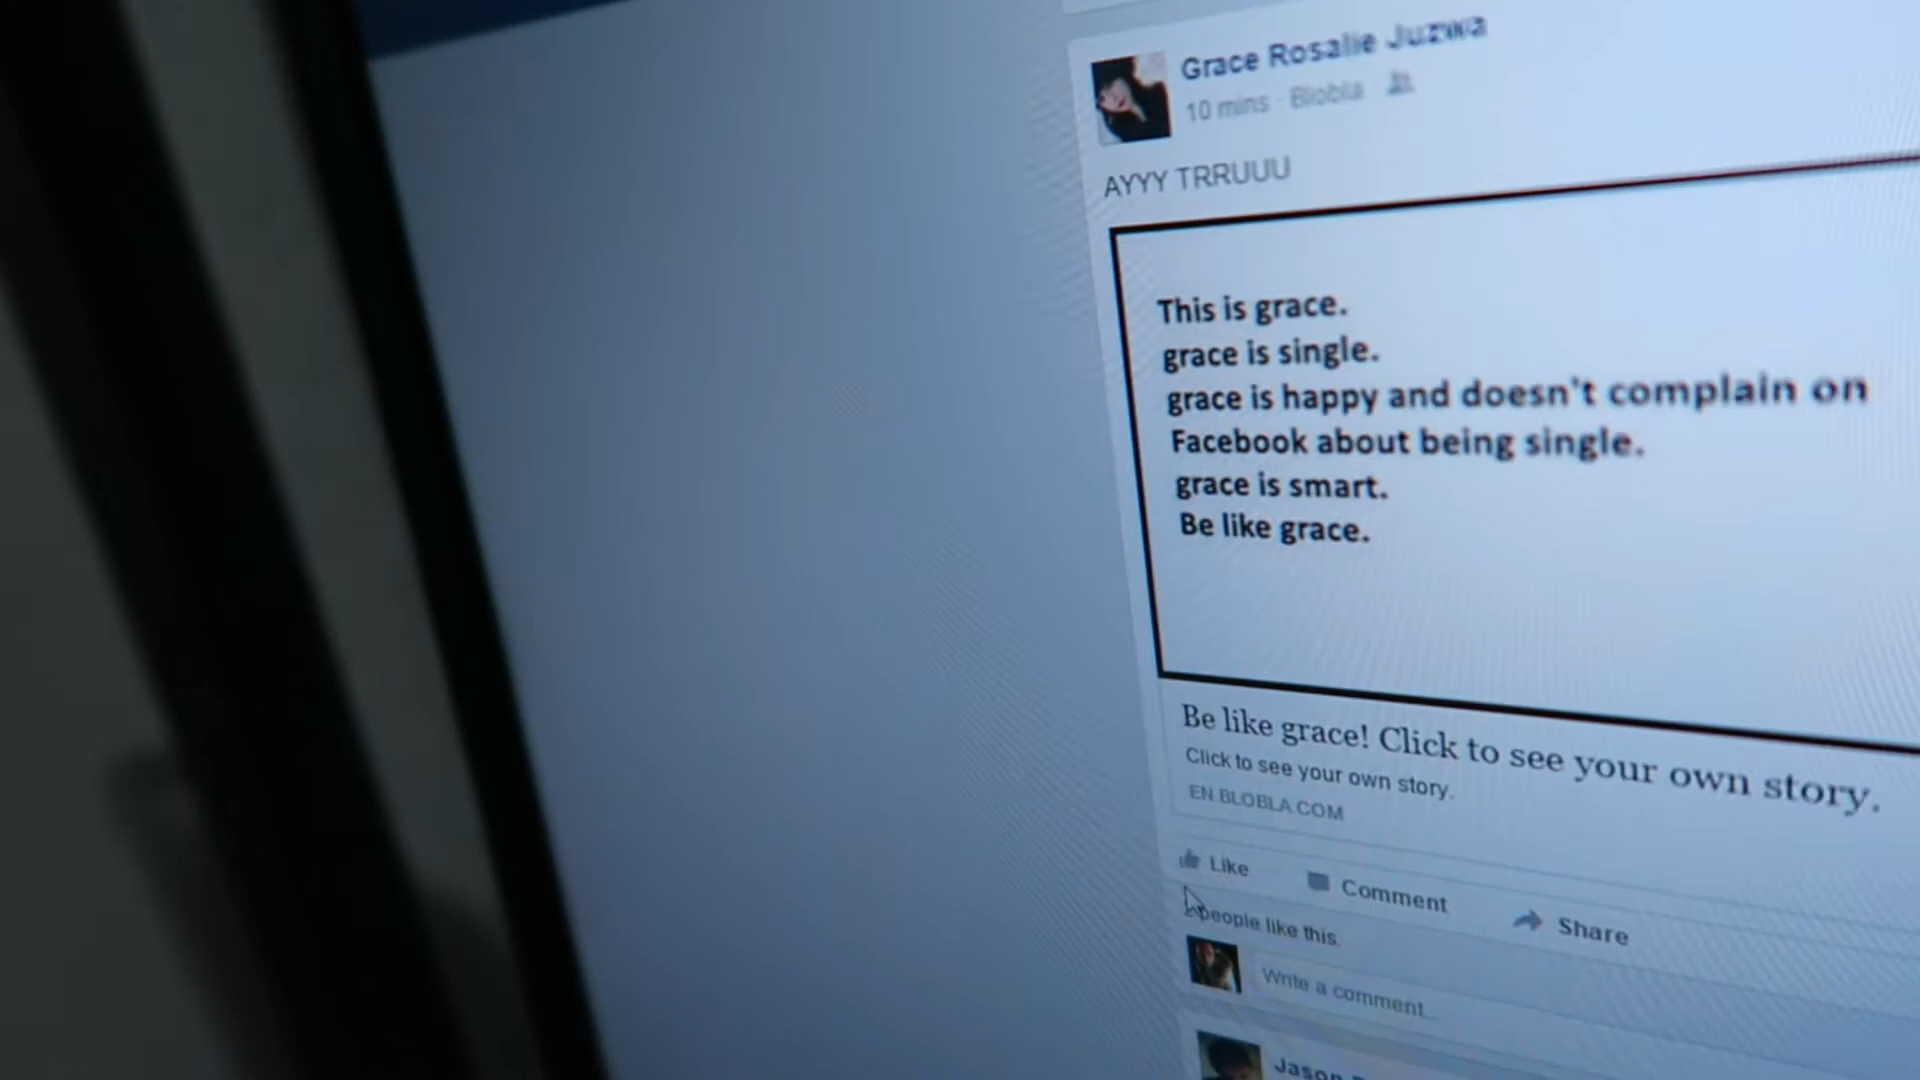 Grace Rosalie Juzwa
10 mins · Blobla
AYYY TRRUUU
This is grace.
grace is single.
grace is happy and doesn't complain on
Facebook about being single.
grace is smart.
Be like grace.
Be like grace! Click to see your own story.
Click to see your own story.
EN.BLOBLA.COM
Like Comment Share
people like this.
Write a comment...
Jason